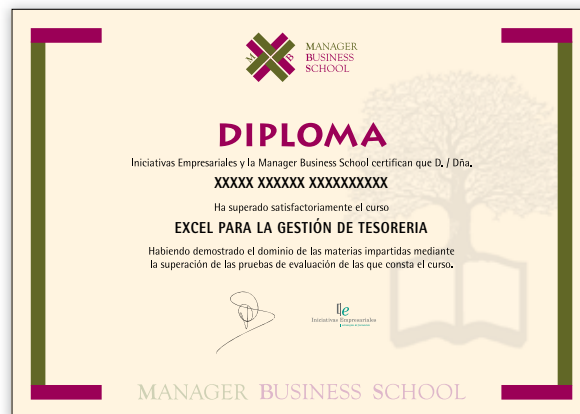 M B
MANAGER
BUSINESS
SCHOOL
DIPLOMA
Iniciativas Empresariales y la Manager Business School certifican que D. / Dña.
XXXXX XXXXXX XXXXXXXXXX
Ha superado satisfactoriamente el curso
EXCEL PARA LA GESTIÓN DE TESORERIA
Habiendo demostrado el dominio de las materias impartidas mediante
la superación de las pruebas de evaluación de las que consta el curso.
Iniciativas Empresariales
MANAGER BUSINESS SCHOOL